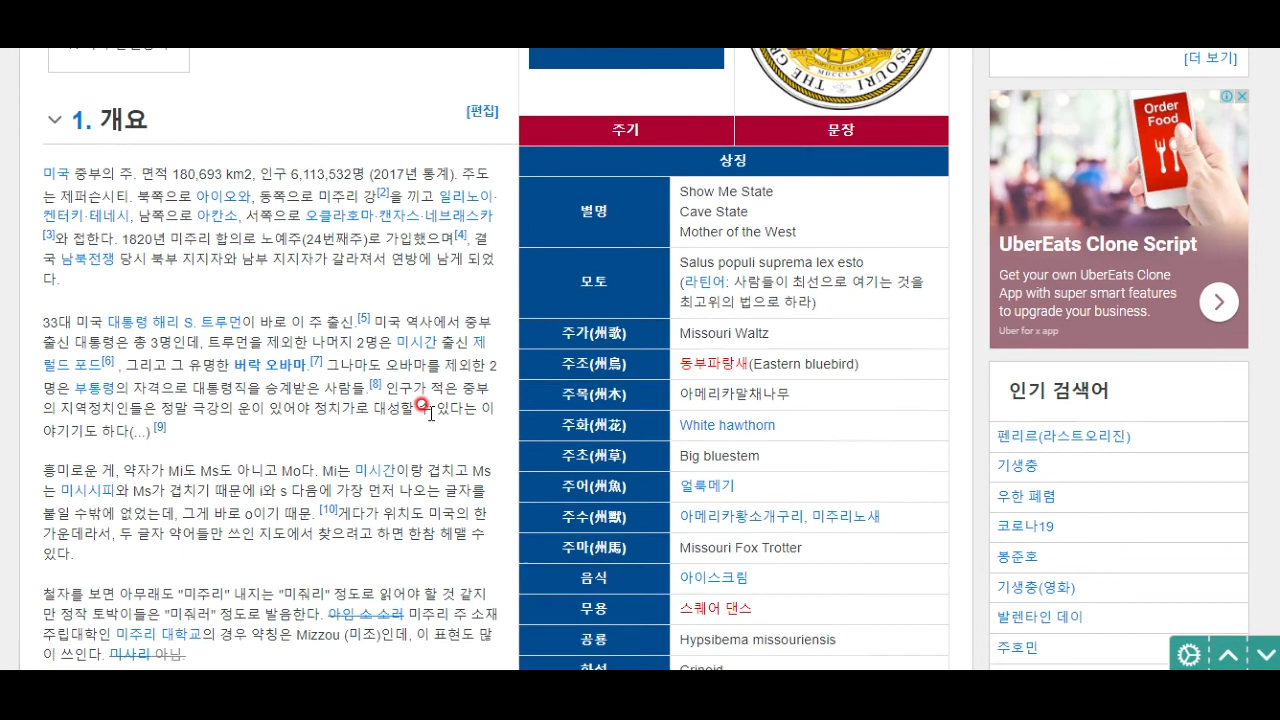 [더 보기]
1. 개요
[편집]
미국 중부의 주. 면적 180,693 km2, 인구 6,113,532명 (2017년 통계). 주도
는 제퍼슨시티. 북쪽으로 아이오와, 동쪽으로 미주리 강[2]을 끼고 일리노이·
켄터키·테네시, 남쪽으로 아칸소, 서쪽으로 오클라호마·캔자스·네브래스카
[3]와 접한다. 1820년 미주리 합의로 노예주(24번째주)로 가입했으며[4], 결
국 남북전쟁 당시 북부 지지자와 남부 지지자가 갈라져서 연방에 남게 되었
다.
33대 미국 대통령 해리 S. 트루먼이 바로 이 주 출신.[5] 미국 역사에서 중부
출신 대통령은 총 3명인데, 트루먼을 제외한 나머지 2명은 미시간 출신 제
럴드 포드[6] , 그리고 그 유명한 버락 오바마.[7] 그나마도 오바마를 제외한 2
명은 부통령의 자격으로 대통령직을 승계받은 사람들.[8] 인구가 적은 중부
의 지역정치인들은 정말 극강의 운이 있어야 정치가로 대성할 있다는 이
야기기도 하다(...) [9]
흥미로운 게, 약자가 Mi도 Ms도 아니고 Mo다. Mi는 미시간이랑 겹치고 Ms
는 미시시피와 Ms가 겹치기 때문에 i와 s 다음에 가장 먼저 나오는 글자를
붙일 수밖에 없었는데, 그게 바로 o이기 때문. [10]게다가 위치도 미국의 한
가운데라서, 두 글자 약어들만 쓰인 지도에서 찾으려고 하면 한참 헤맬 수
있다.
철자를 보면 아무래도 "미주리" 내지는 "미줘리" 정도로 읽어야 할 것 같지
만 정작 토박이들은 "미줘러" 정도로 발음한다. 아임 소 소러 미주리 주 소재
주립대학인 미주리 대학교의 경우 약칭은 Mizzou (미조)인데, 이 표현도 많
이 쓰인다. 미사리 아님.
MDCCCXX
주기 문장
상징
별명
Show Me State
Cave State
Mother of the West
모토
Salus populi suprema lex esto
(라틴어: 사람들이 최선으로 여기는 것을
최고위의 법으로 하라)
주가(州歌) Missouri Waltz
주조(州鳥) 동부파랑새(Eastern bluebird)
주목(州木) 아메리카말채나무
주화(州花) White hawthorn
주초(州草) Big bluestem
주어(州魚) 얼룩메기
주수(州獸) 아메리카황소개구리, 미주리노새
주마(州馬) Missouri Fox Trotter
음식 아이스크림
무용 스퀘어 댄스
공룡 Hypsibema missouriensis
화석 Crinoid
Order
Food
UberEats Clone Script
Get your own UberEats Clone
App with super smart features
to upgrade your business.
Uber for x app
인기 검색어
펜리르(라스트오리진)
기생충
우한 폐렴
코로나19
봉준호
기생충(영화)
발렌타인 데이
주호민